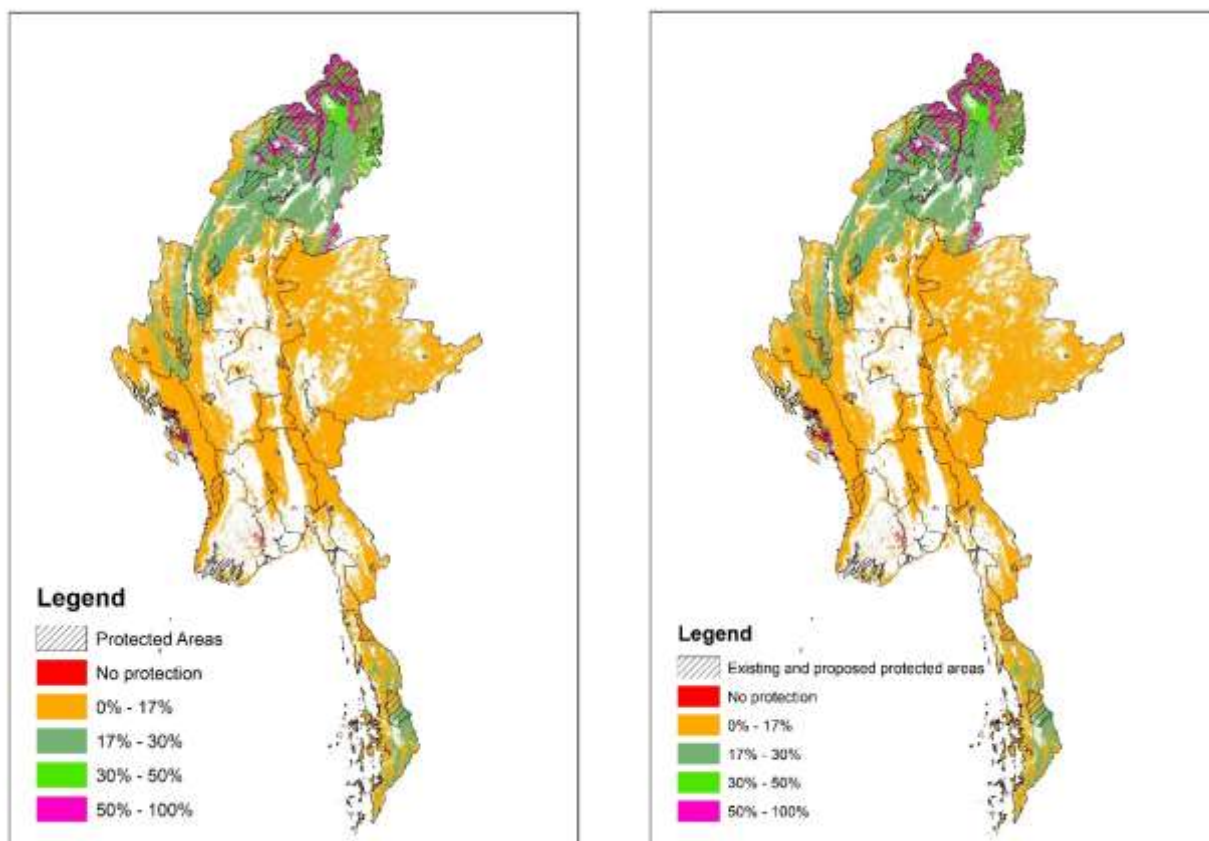 Legend
Protected Areas
No protection
0% - 17%
17% - 30%
30% - 50%
50% - 100%
Legend
Existing and proposed protected areas
No protection
0% - 17%
17% - 30%
30% - 50%
50% - 100%